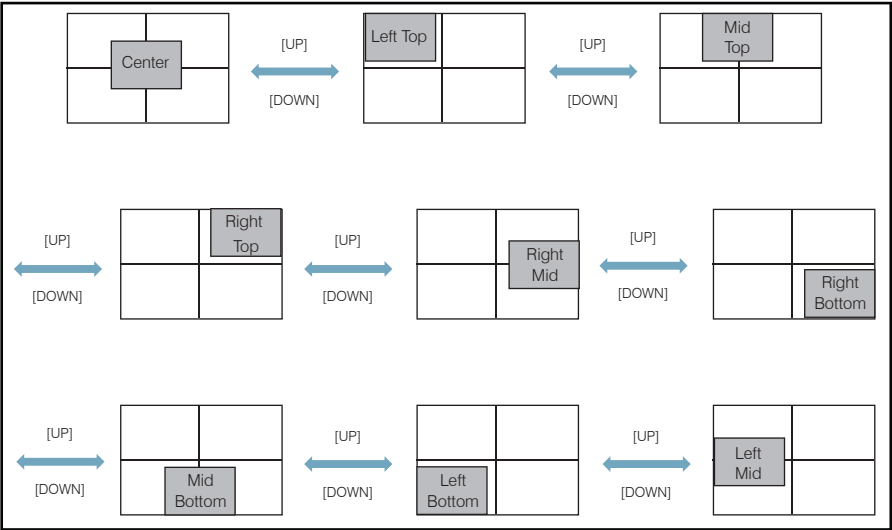 Center
[UP]
[DOWN]
Left Top
[UP]
[DOWN]
Mid
Top
[UP]
[DOWN]
Right
Top
[UP]
[DOWN]
Right
Mid
[UP]
[DOWN]
Right
Bottom
[UP]
[DOWN]
Mid
Bottom
[UP]
[DOWN]
Left
Bottom
[UP]
[DOWN]
Left
Mid